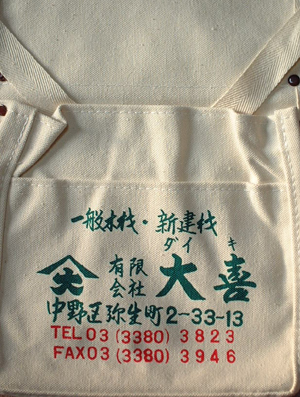 一般木材・新建材
ダイキ
大 有限会社 大喜
中野区弥生町2-33-13
TEL 03 (3380) 3823
FAX 03 (3380) 3946